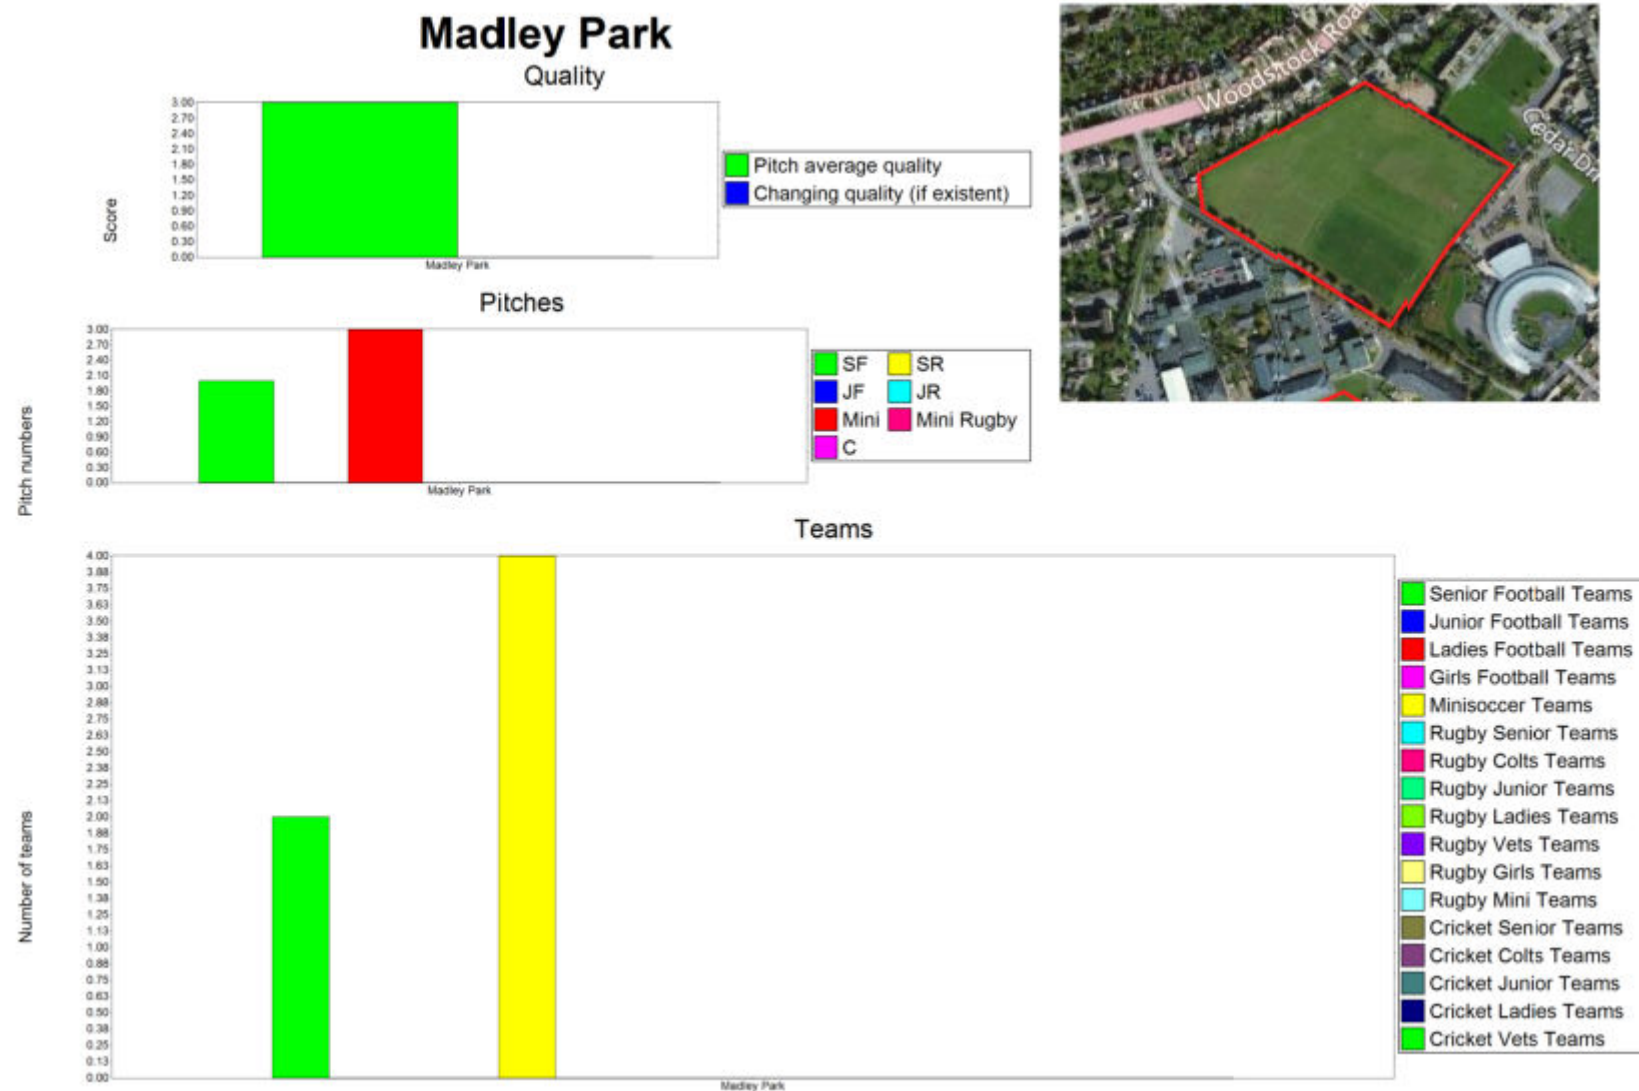 Madley Park
Quality
3.00
2.70
2.40
2.10
1.80
1.50
1.20
0.90
0.60
0.30
0.00
Score
Madley Park
Pitch average quality
Changing quality (if existent)
Woodstock Road
Cedar Dri
Pitches
3.00
2.70
2.40
2.10
1.80
1.50
1.20
0.90
0.60
0.30
0.00
Pitch numbers
Madley Park
SF SR
JF JR
Mini Mini Rugby
C
Teams
4.00
3.88
3.75
3.63
3.50
3.38
3.25
3.13
3.00
2.88
2.75
2.63
2.50
2.38
2.25
2.13
2.00
1.88
1.75
1.63
1.50
1.38
1.25
1.13
1.00
0.88
0.75
0.63
0.50
0.38
0.25
0.13
0.00
Number of teams
Madley Park
Senior Football Teams
Junior Football Teams
Ladies Football Teams
Girls Football Teams
Minisoccer Teams
Rugby Senior Teams
Rugby Colts Teams
Rugby Junior Teams
Rugby Ladies Teams
Rugby Vets Teams
Rugby Girls Teams
Rugby Mini Teams
Cricket Senior Teams
Cricket Colts Teams
Cricket Junior Teams
Cricket Ladies Teams
Cricket Vets Teams